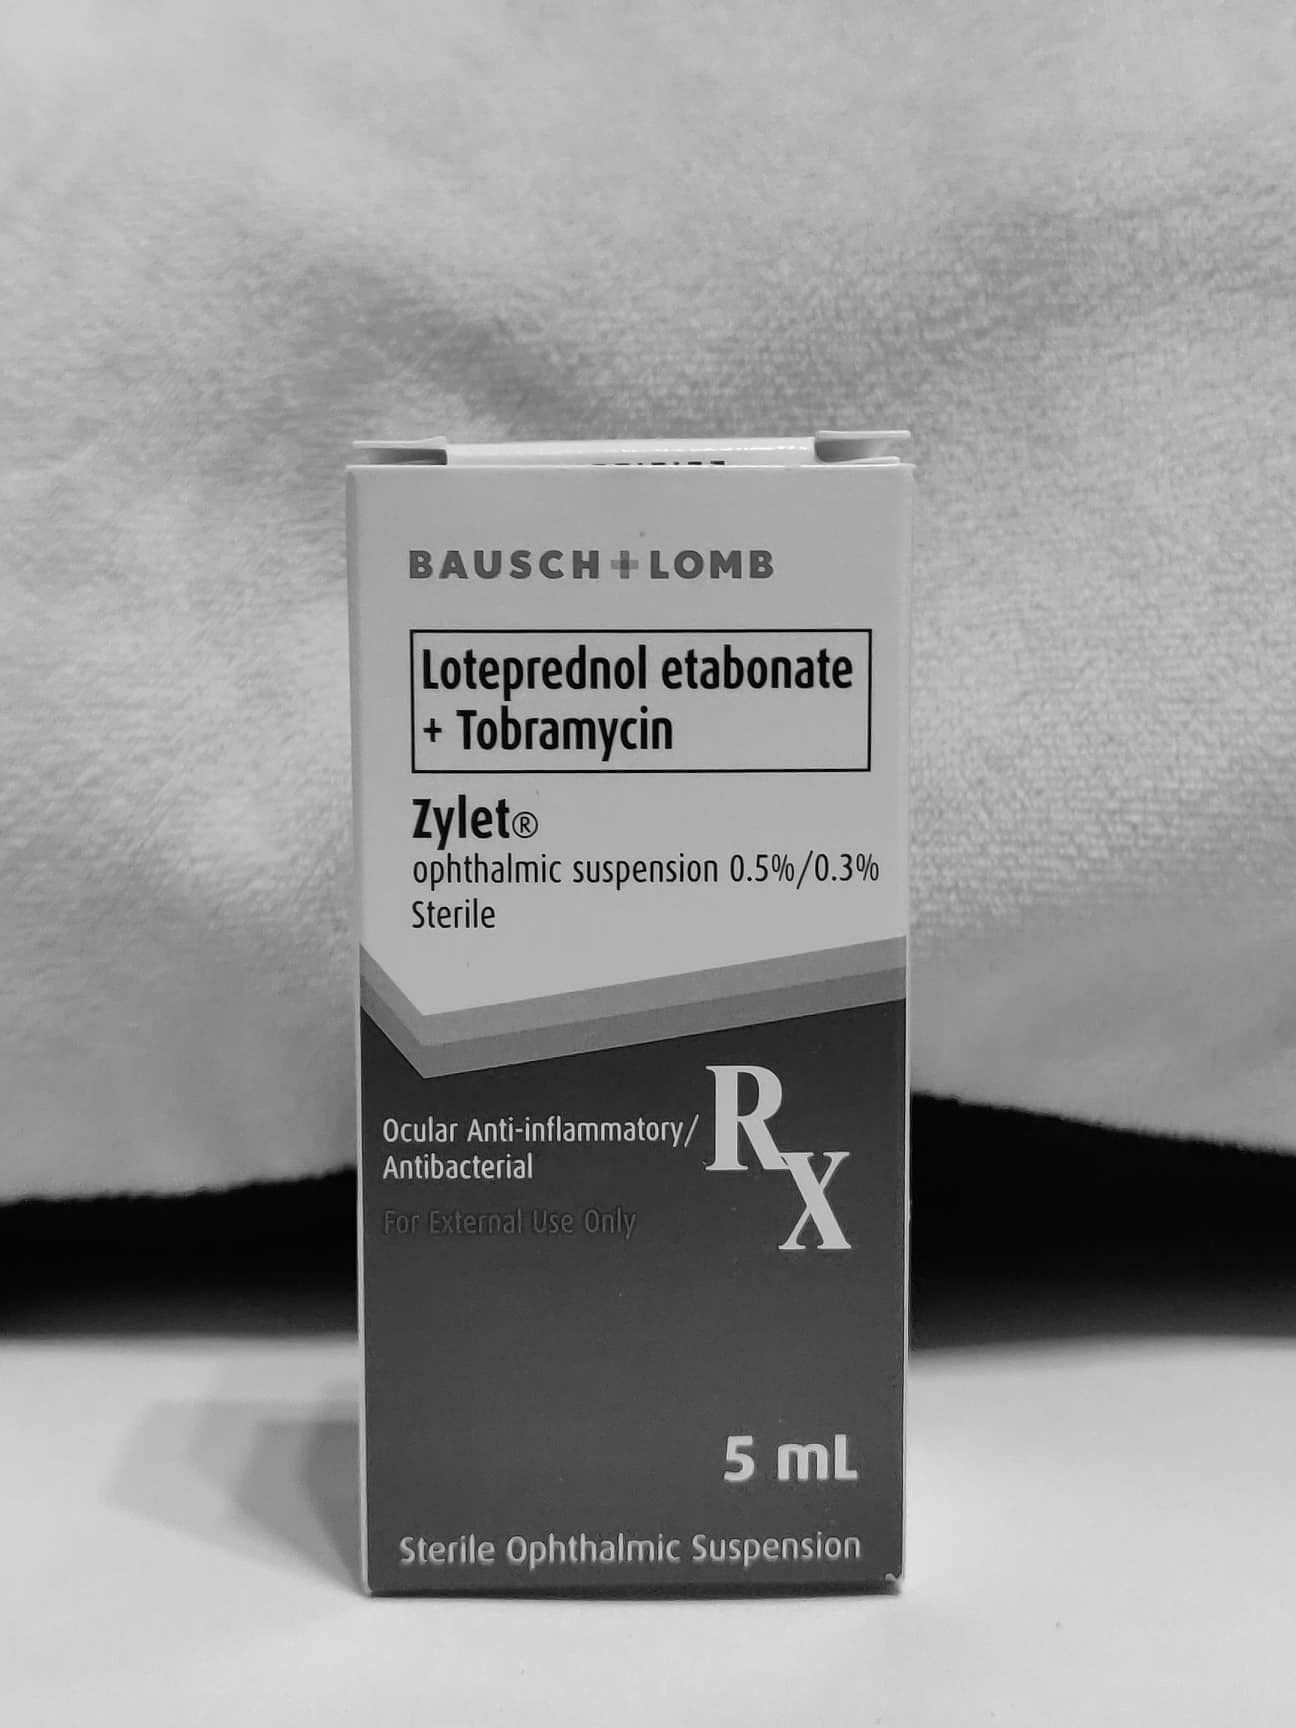 BAUSCH+LOMB
Loteprednol etabonate
+ Tobramycin
Zylet®
ophthalmic suspension 0.5%/0.3%
Sterile
Ocular Anti-inflammatory/
Antibacterial
Rx
For External Use Only
5 mL
Sterile Ophthalmic Suspension